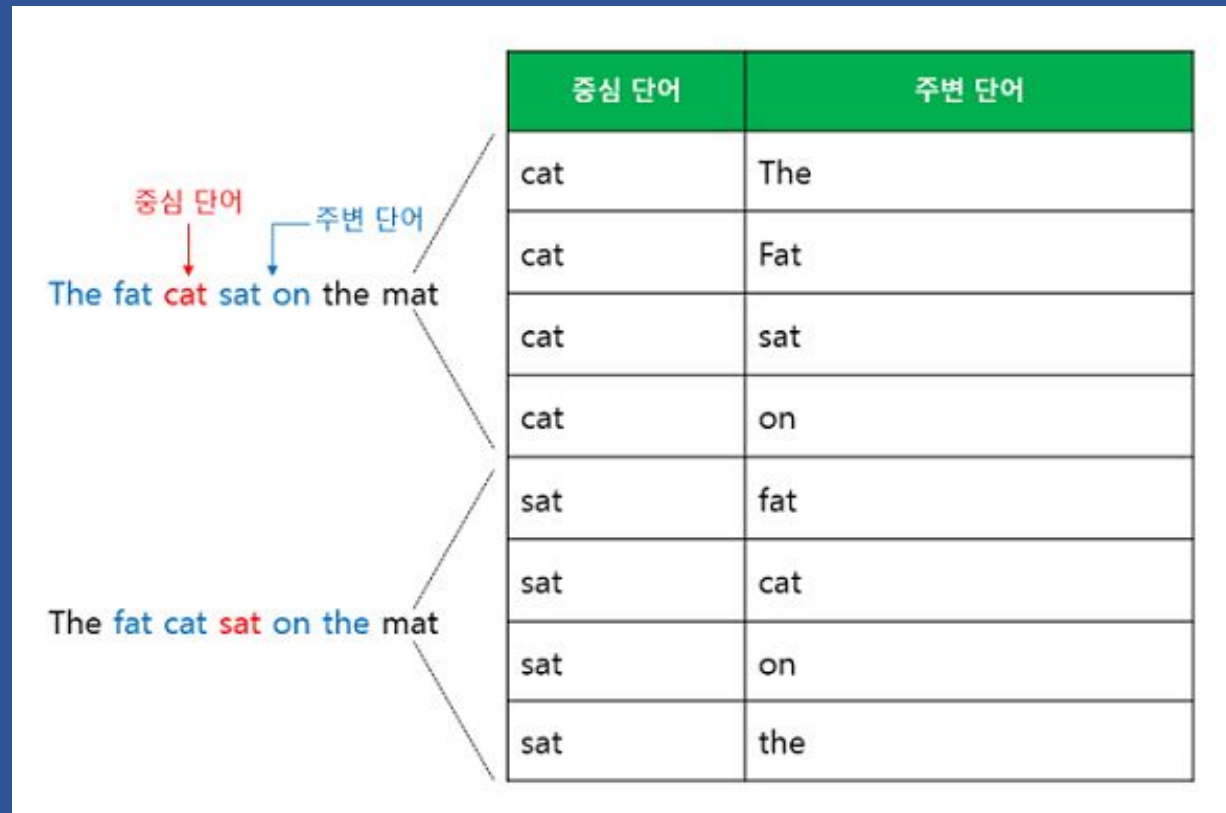 중심 단어
주변 단어
The fat cat sat on the mat
The fat cat sat on the mat
중심 단어 주변 단어
cat The
cat Fat
cat sat
cat on
sat fat
sat cat
sat on
sat the